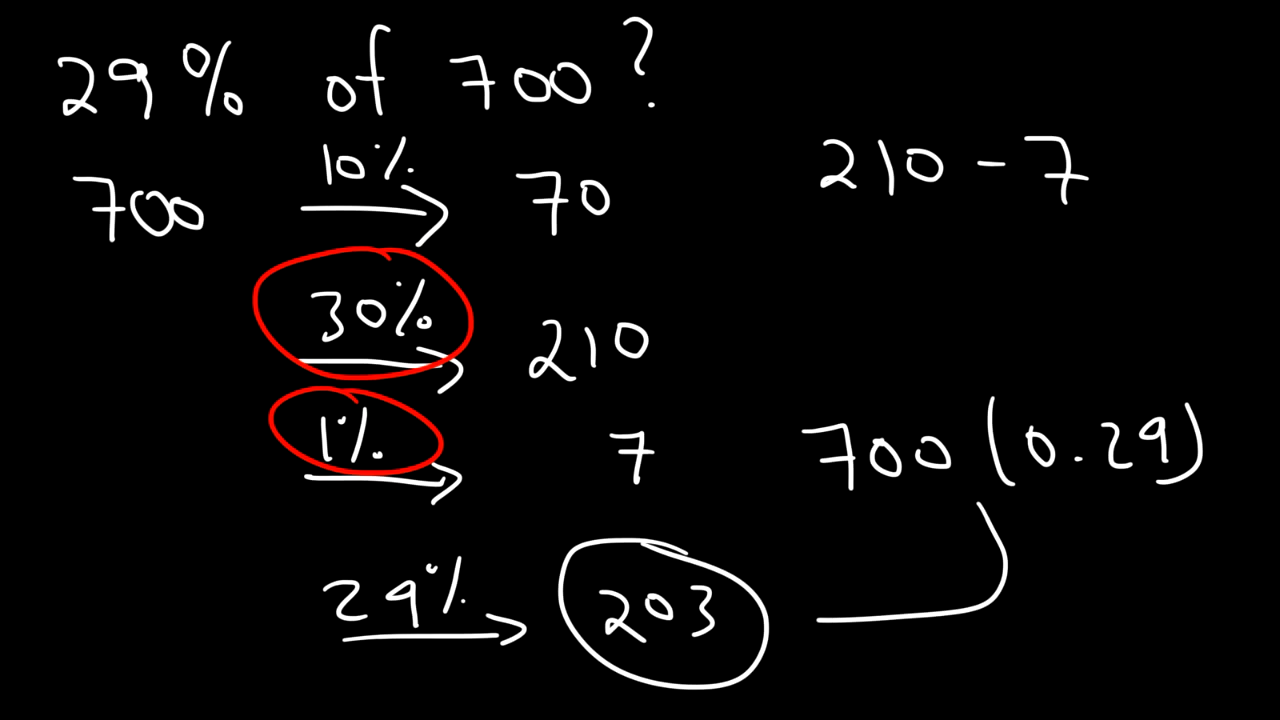 29% of 700?
700 10% 70
210 - 7
30% 210
1% 7
700 (0.29)
29% 203